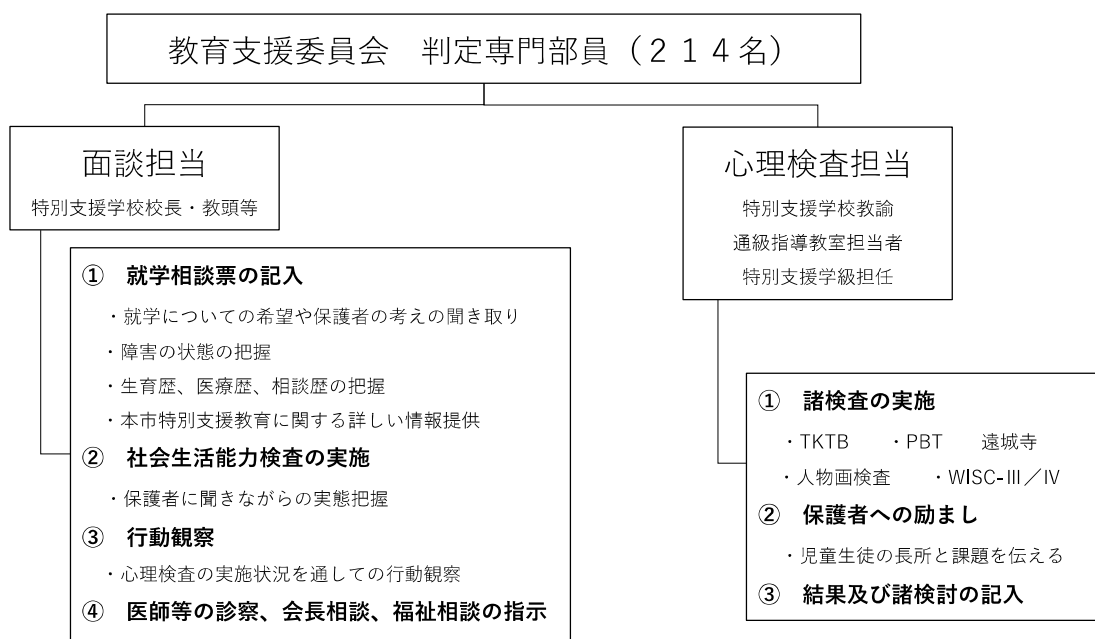 教育支援委員会　判定専門部員（２１４名）
面談担当
特別支援学校校長・教頭等
① 就学相談票の記入
・就学についての希望や保護者の考えの聞き取り
・障害の状態の把握
・生育歴、医療歴、相談歴の把握
・本市特別支援教育に関する詳しい情報提供
② 社会生活能力検査の実施
・保護者に聞きながらの実態把握
③ 行動観察
・心理検査の実施状況を通しての行動観察
④ 医師等の診察、会長相談、福祉相談の指示
心理検査担当
特別支援学校教諭
通級指導教室担当者
特別支援学級担任
① 諸検査の実施
・TKTB　・PBT　遠城寺
・人物画検査　・WISC-Ⅲ／Ⅳ
② 保護者への励まし
・児童生徒の長所と課題を伝える
③ 結果及び諸検討の記入